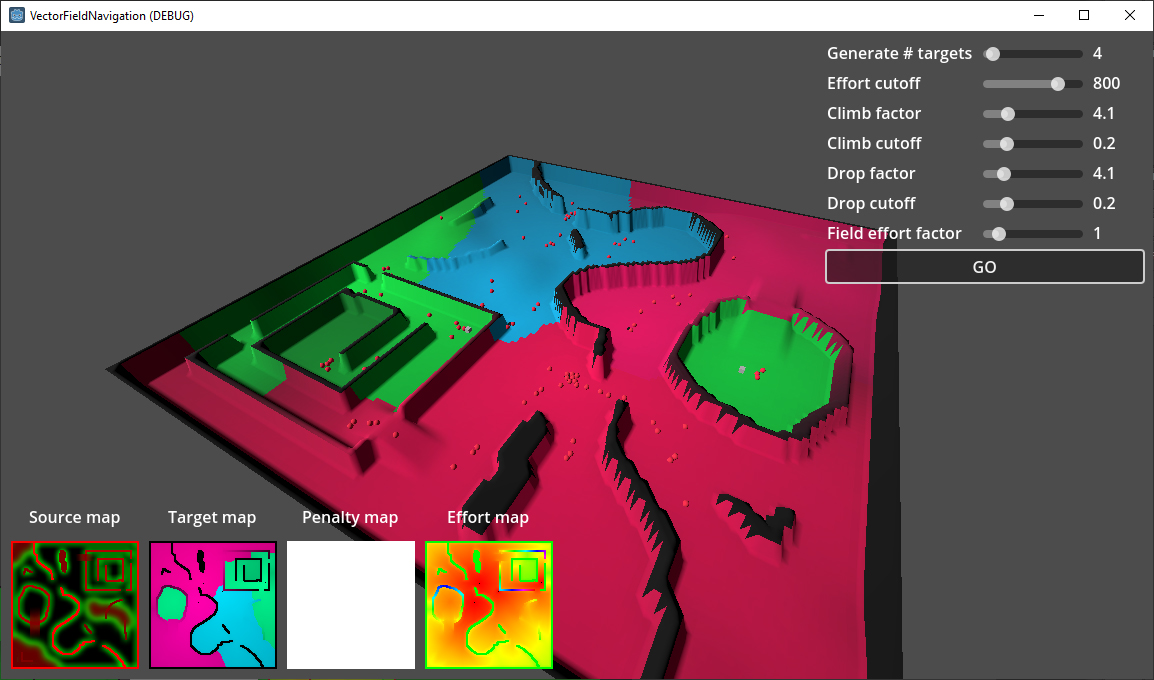 VectorFieldNavigation (DEBUG)
Generate # targets 4
Effort cutoff 800
Climb factor 4.1
Climb cutoff 0.2
Drop factor 4.1
Drop cutoff 0.2
Field effort factor 1
GO
Source map Target map Penalty map Effort map